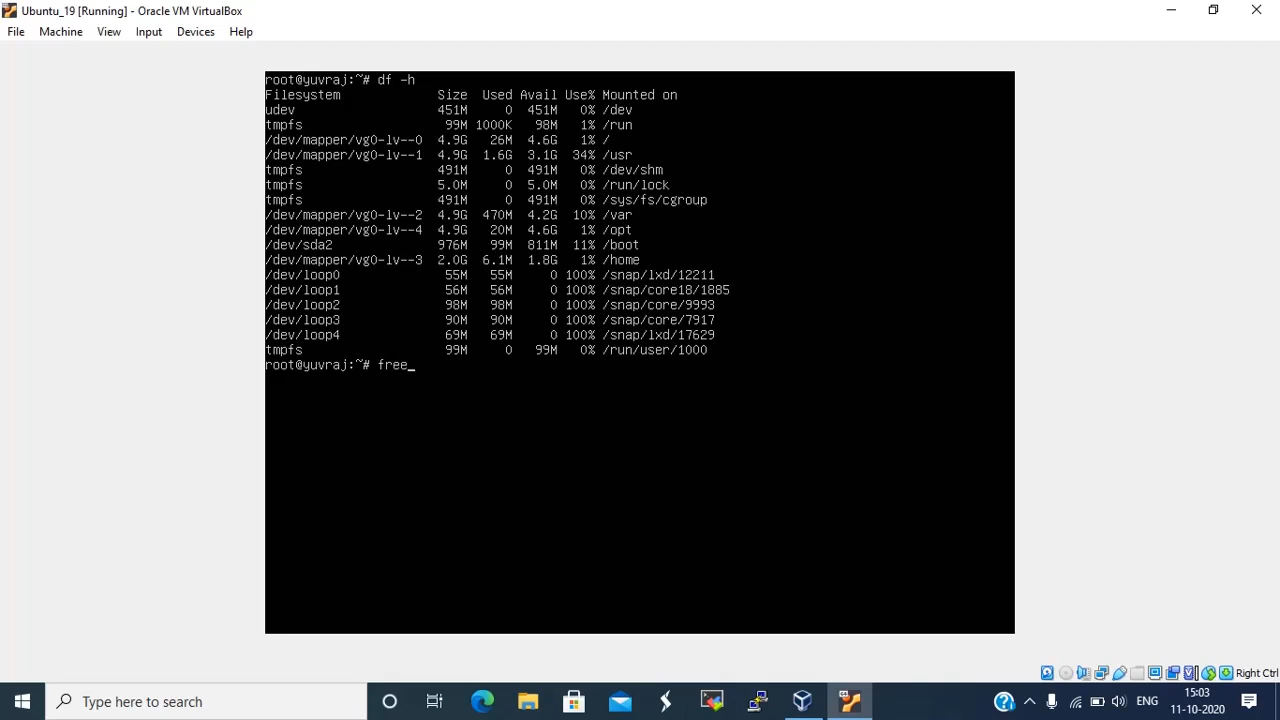 Ubuntu_19 [Running] - Oracle VM VirtualBox
File Machine View Input Devices Help
root@yuvraj:~# df -h
Filesystem Size Used Avail Use% Mounted on
udev 451M 0 451M 0% /dev
tmpfs 99M 1000K 98M 1% /run
/dev/mapper/vg0-lv--0 4.9G 26M 4.6G 1% /
/dev/mapper/vg0-lv--1 4.9G 1.6G 3.1G 34% /usr
tmpfs 491M 0 491M 0% /dev/shm
tmpfs 5.0M 0 5.0M 0% /run/lock
tmpfs 491M 0 491M 0% /sys/fs/cgroup
/dev/mapper/vg0-lv--2 4.9G 470M 4.2G 10% /var
/dev/mapper/vg0-lv--4 4.9G 20M 4.6G 1% /opt
/dev/sda2 976M 99M 811M 11% /boot
/dev/mapper/vg0-lv--3 2.0G 6.1M 1.8G 1% /home
/dev/loop0 55M 55M 0 100% /snap/lxd/12211
/dev/loop1 56M 56M 0 100% /snap/core18/1885
/dev/loop2 98M 98M 0 100% /snap/core/9993
/dev/loop3 90M 90M 0 100% /snap/core/7917
/dev/loop4 69M 69M 0 100% /snap/lxd/17629
tmpfs 99M 0 99M 0% /run/user/1000
root@yuvraj:~# free_
Right Ctrl
Type here to search
ENG
15:03
11-10-2020